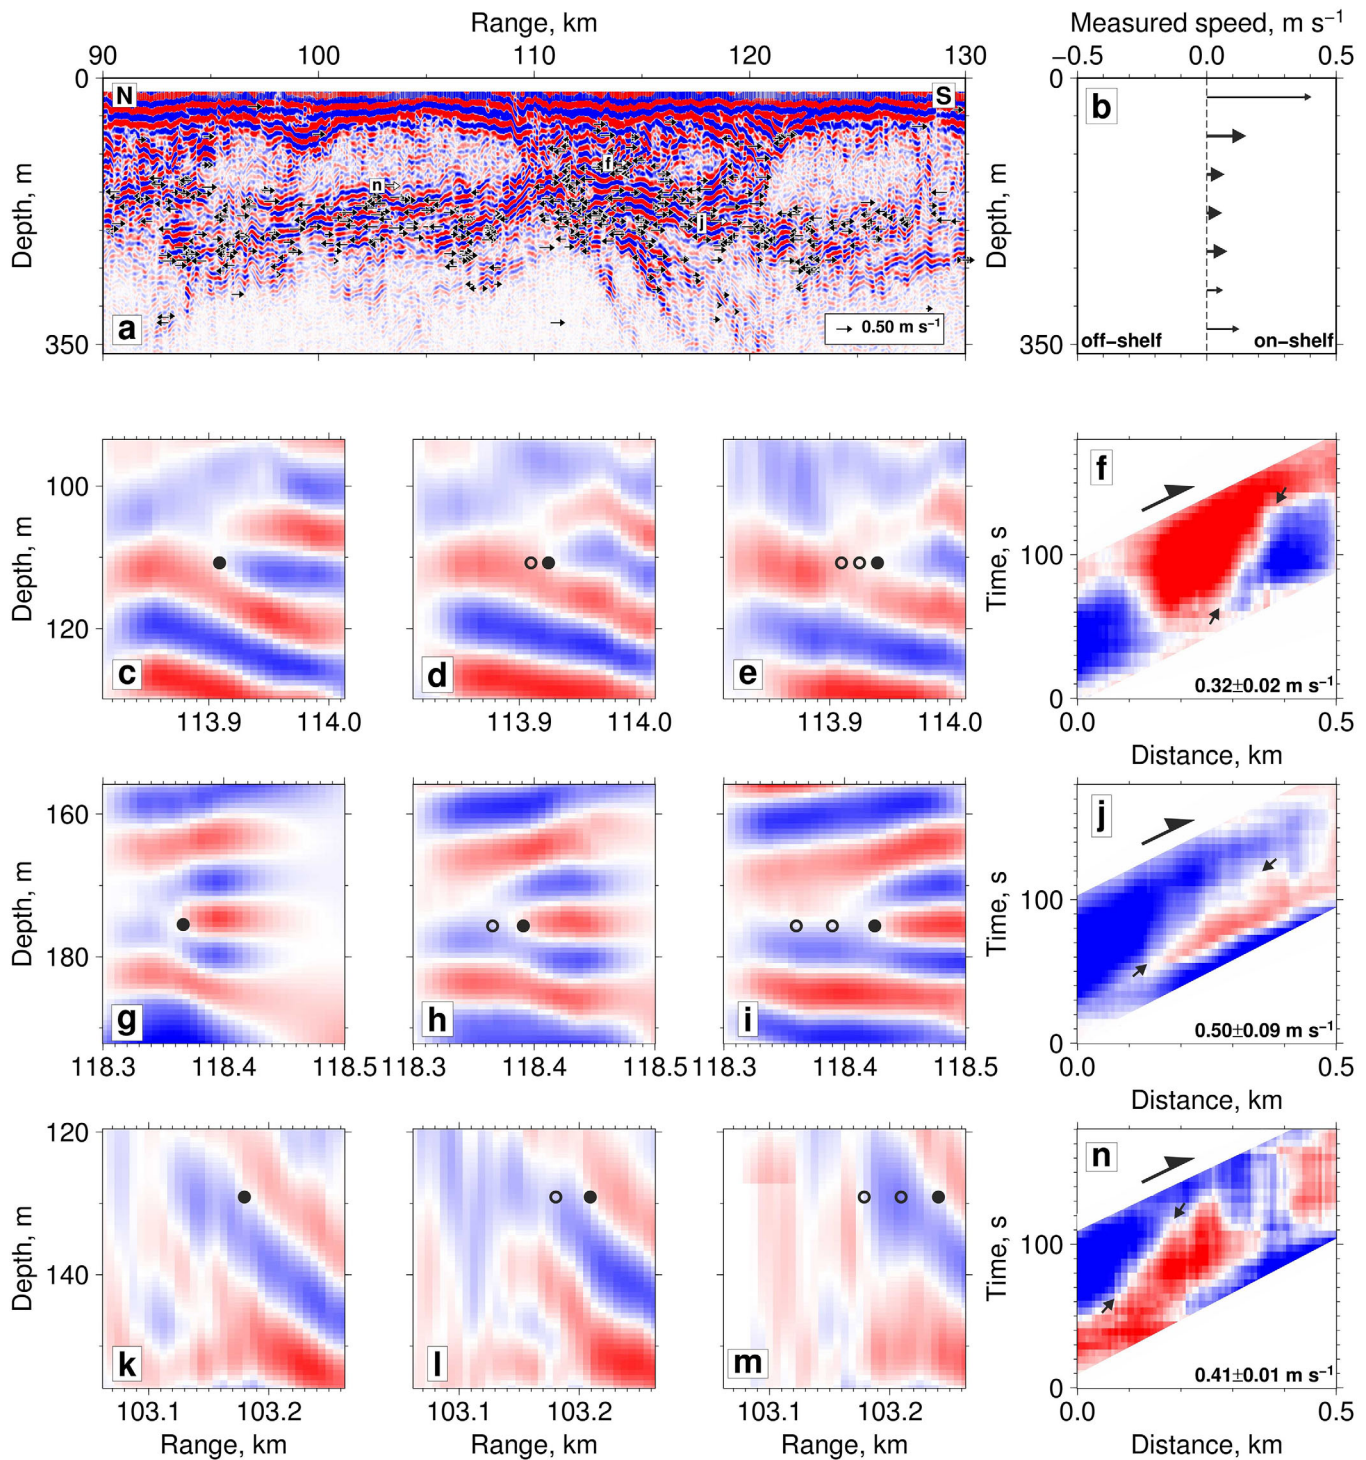 Range, km
Measured speed, m s⁻¹
90 100 110 120 130
−0.5 0.0 0.5
0
N
S
f
n
j
Depth, m
350
a
0.50 m s⁻¹
0
b
Depth, m
350
off−shelf
on−shelf
100
120
Depth, m
c
113.9 114.0
d
113.9 114.0
e
113.9 114.0
f
Time, s
100
0
0.32±0.02 m s⁻¹
0.0 0.5
Distance, km
160
180
Depth, m
g
118.3 118.4 118.5
h
118.3 118.4 118.5
i
118.3 118.4 118.5
j
Time, s
100
0
0.50±0.09 m s⁻¹
0.0 0.5
Distance, km
120
140
Depth, m
k
103.1 103.2
Range, km
l
103.1 103.2
Range, km
m
103.1 103.2
Range, km
n
Time, s
100
0
0.41±0.01 m s⁻¹
0.0 0.5
Distance, km